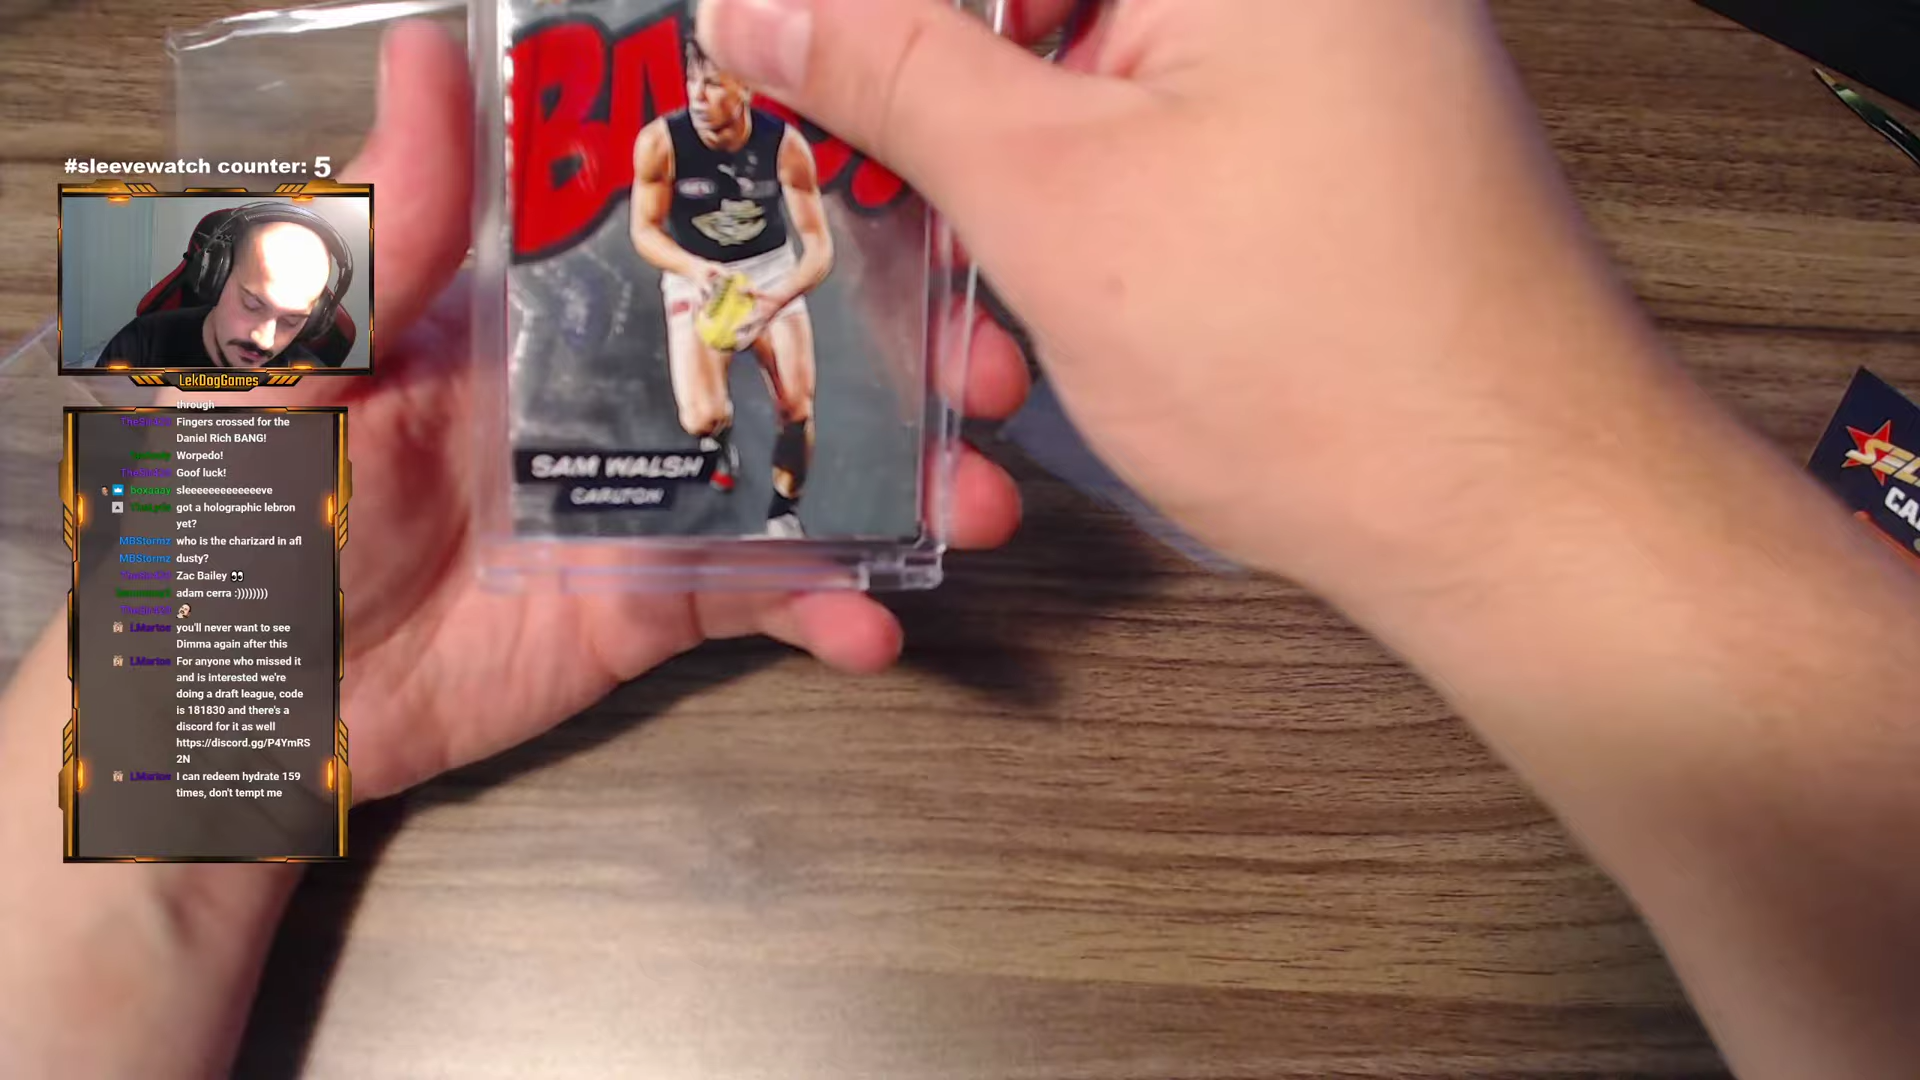 #sleevewatch counter: 5
LekDogGames
through
Fingers crossed for the
Daniel Rich BANG!
Worpedo!
Goof luck!
boxaaay sleeeeeeeeeeeeeve
got a holographic lebron
yet?
MBStormz who is the charizard in afl
MBStormz dusty?
Zac Bailey 👀
adam cerra :))))))))
LMartos you'll never want to see
Dimma again after this
LMartos For anyone who missed it
and is interested we're
doing a draft league, code
is 181830 and there's a
discord for it as well
https://discord.gg/P4YmRS
2N
LMartos I can redeem hydrate 159
times, don't tempt me
SAM WALSH
CARLTON